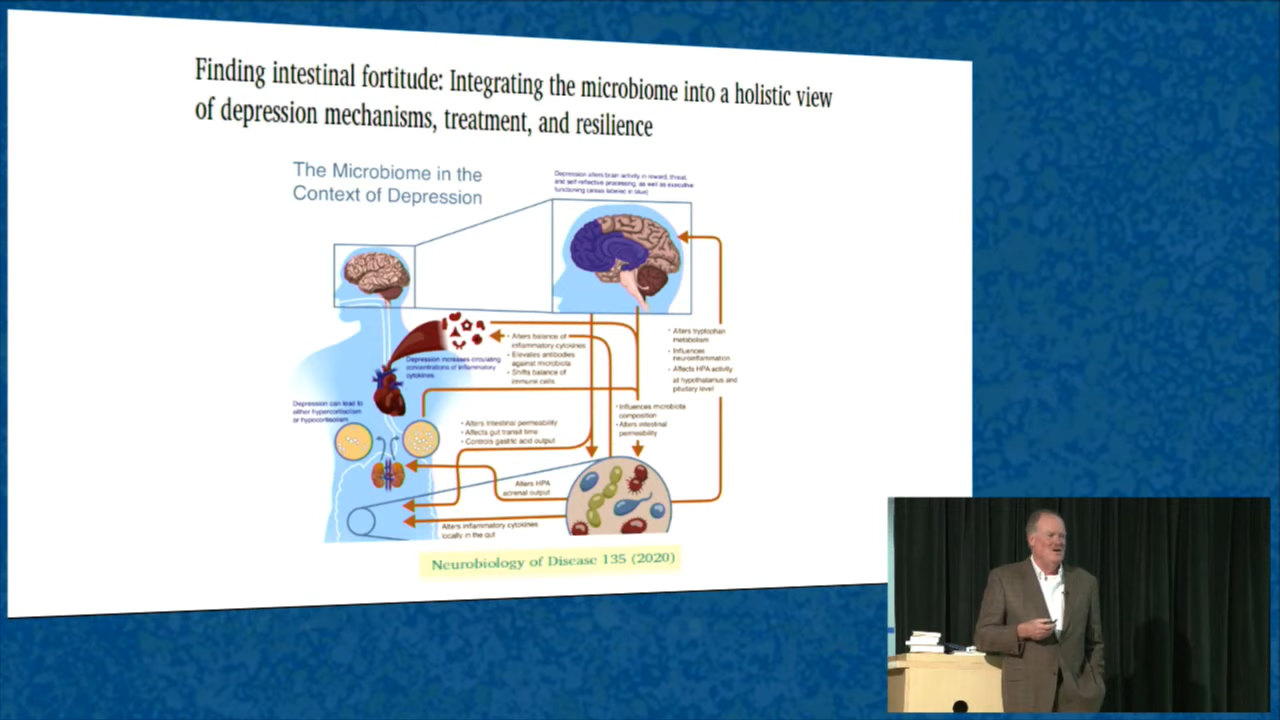 Finding intestinal fortitude: Integrating the microbiome into a holistic view
of depression mechanisms, treatment, and resilience
The Microbiome in the
Context of Depression
Depression alters brain activity in reward, threat,
and self-reflective processing, as well as executive
functioning (areas labeled in blue)
Depression increases circulating
concentrations of inflammatory
cytokines.
• Alters balance of
inflammatory cytokines
• Elevates antibodies
against microbiota
• Shifts balance of
immune cells
• Alters tryptophan
metabolism
• Influences
neuroinflammation
• Affects HPA activity
at hypothalamus and
pituitary level
Depression can lead to
either hypercortisolism
or hypocortisolism
• Alters intestinal permeability
• Affects gut transit time
• Controls gastric acid output
• Influences microbiota
composition
• Alters intestinal
permeability
Alters HPA
adrenal output
Alters inflammatory cytokines
locally in the gut
Neurobiology of Disease 135 (2020)